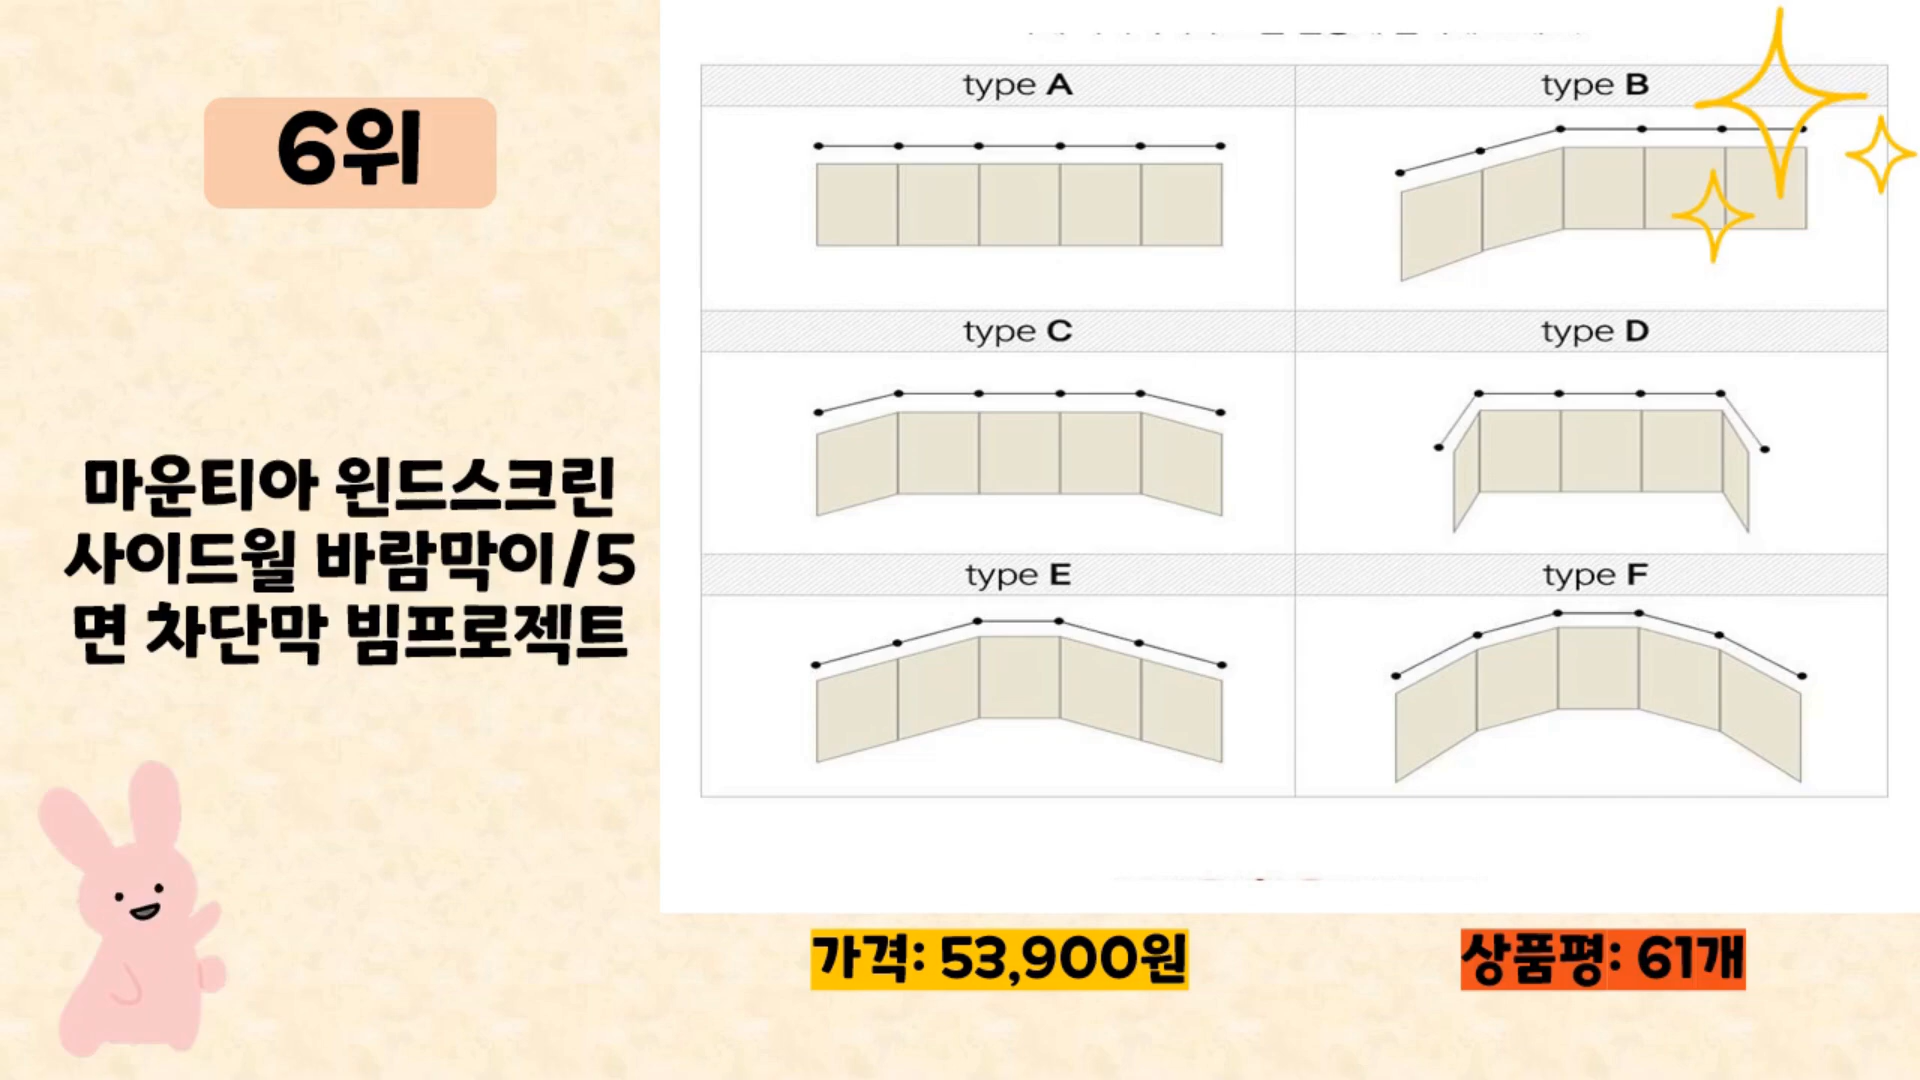 6위
마운티아 윈드스크린
사이드월 바람막이/5
면 차단막 빔프로젝트
type A
type B
type C
type D
type E
type F
가격: 53,900원
상품평: 61개